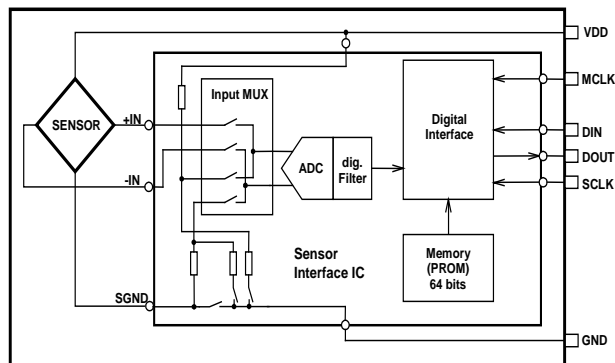 VDD
MCLK
Input MUX
+IN
SENSOR
Digital
Interface
DIN
DOUT
ADC
dig.
Filter
-IN
SCLK
Sensor
Interface IC
Memory
(PROM)
64 bits
SGND
GND